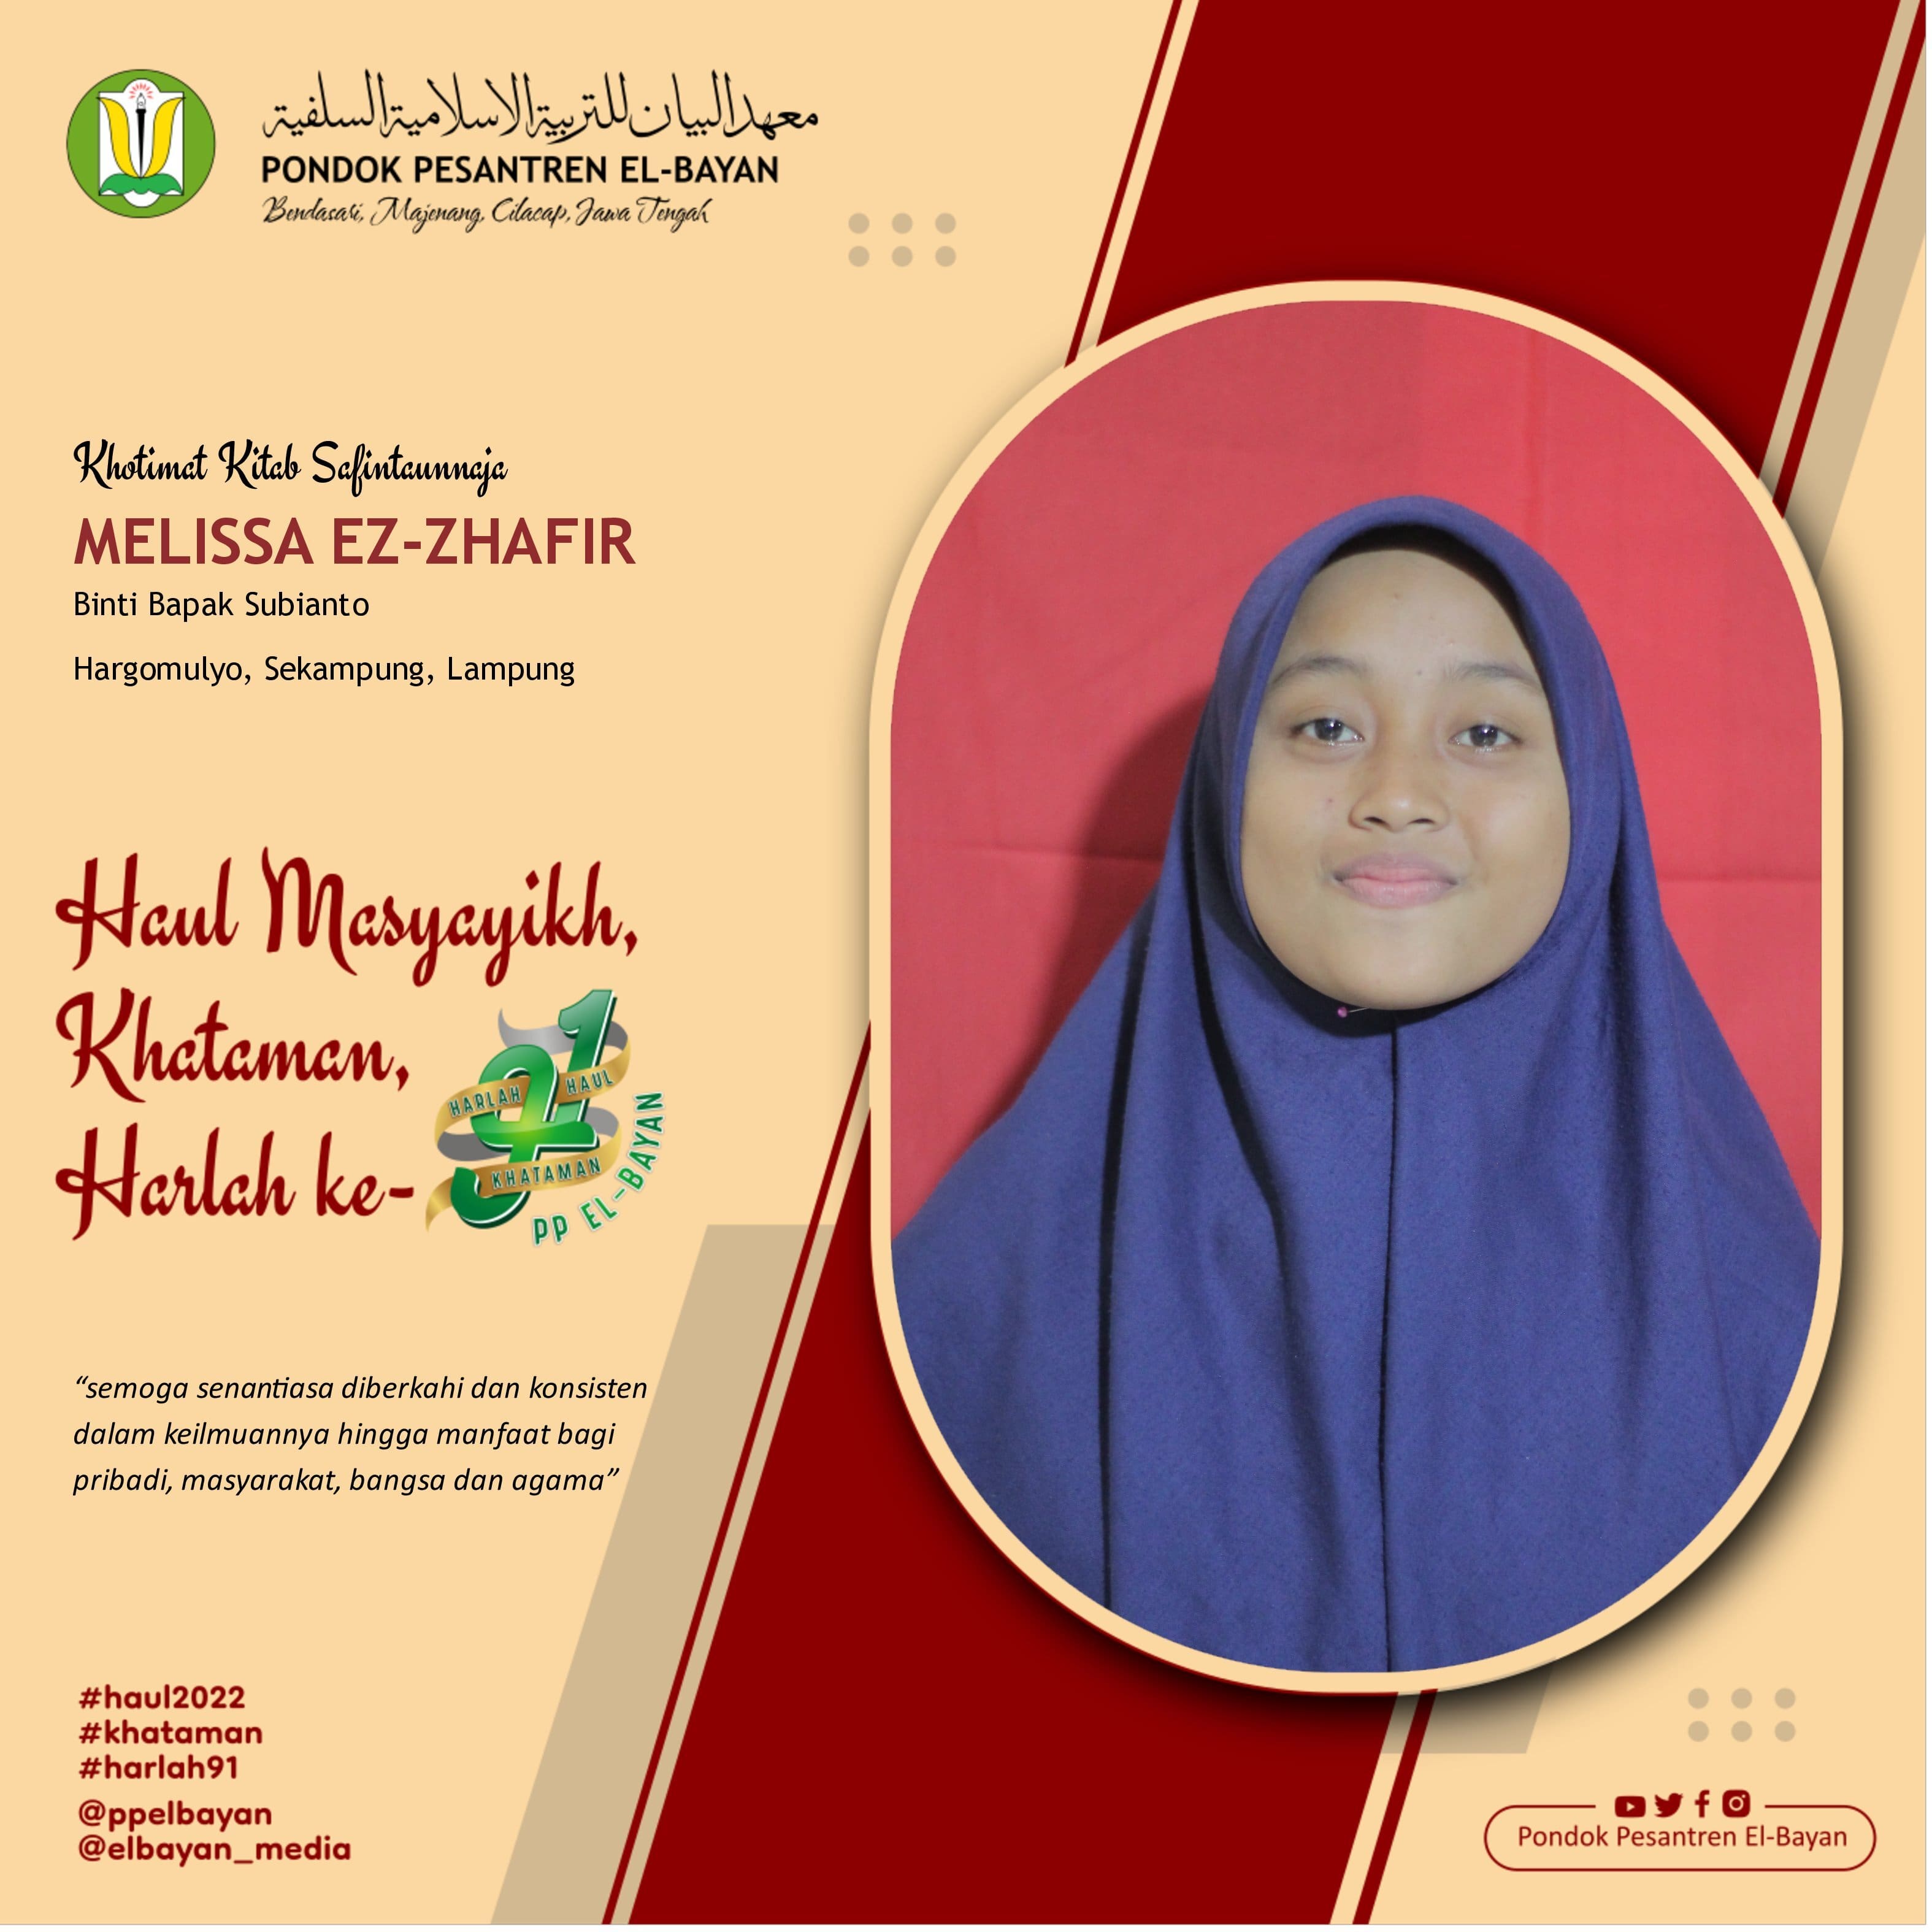 معهد البيان للتربية الاسلامية السلفية
PONDOK PESANTREN EL-BAYAN
Bendasari, Majenang, Cilacap, Jawa Tengah
Khotimat Kitab Safintaunnaja
MELISSA EZ-ZHAFIR
Binti Bapak Subianto
Hargomulyo, Sekampung, Lampung
Haul Masyayikh,
Khataman,
Harlah ke-
91
HARLAH HAUL
KHATAMAN
PP EL-BAYAN
“semoga senantiasa diberkahi dan konsisten
dalam keilmuannya hingga manfaat bagi
pribadi, masyarakat, bangsa dan agama”
#haul2022
#khataman
#harlah91
@ppelbayan
@elbayan_media
Pondok Pesantren El-Bayan